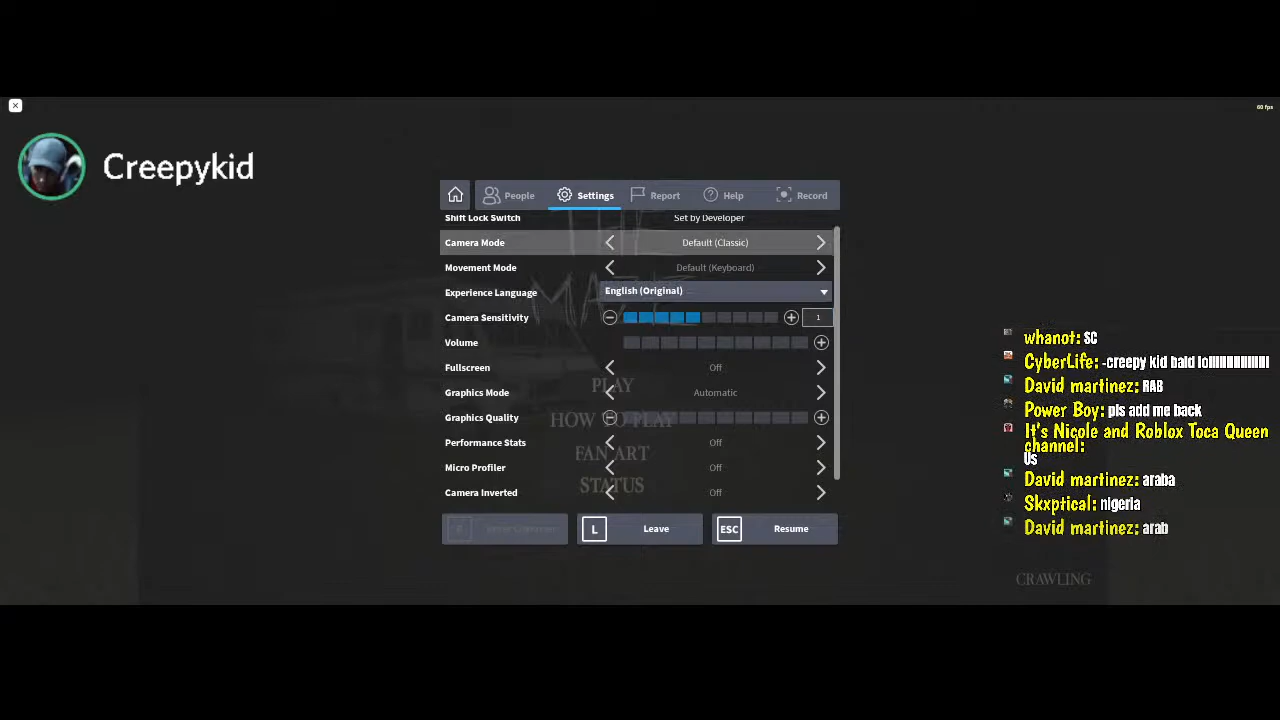 60 fps
Creepykid
People
Settings
Report
Help
Record
Shift Lock Switch Set by Developer
Camera Mode Default (Classic)
Movement Mode Default (Keyboard)
Experience Language English (Original)
Camera Sensitivity 1
Volume
Fullscreen Off
Graphics Mode Automatic
Graphics Quality
Performance Stats Off
Micro Profiler Off
Camera Inverted Off
L Leave
ESC Resume
THE
MAZE
PLAY
HOW TO PLAY
FAN ART
STATUS
CRAWLING
whanot: SC
CyberLife: -creepy kid bald lolllllllllllllllll
David martinez: RAB
Power Boy: pls add me back
It's Nicole and Roblox Toca Queen
channel:
Us
David martinez: araba
Skxptical: nigeria
David martinez: arab